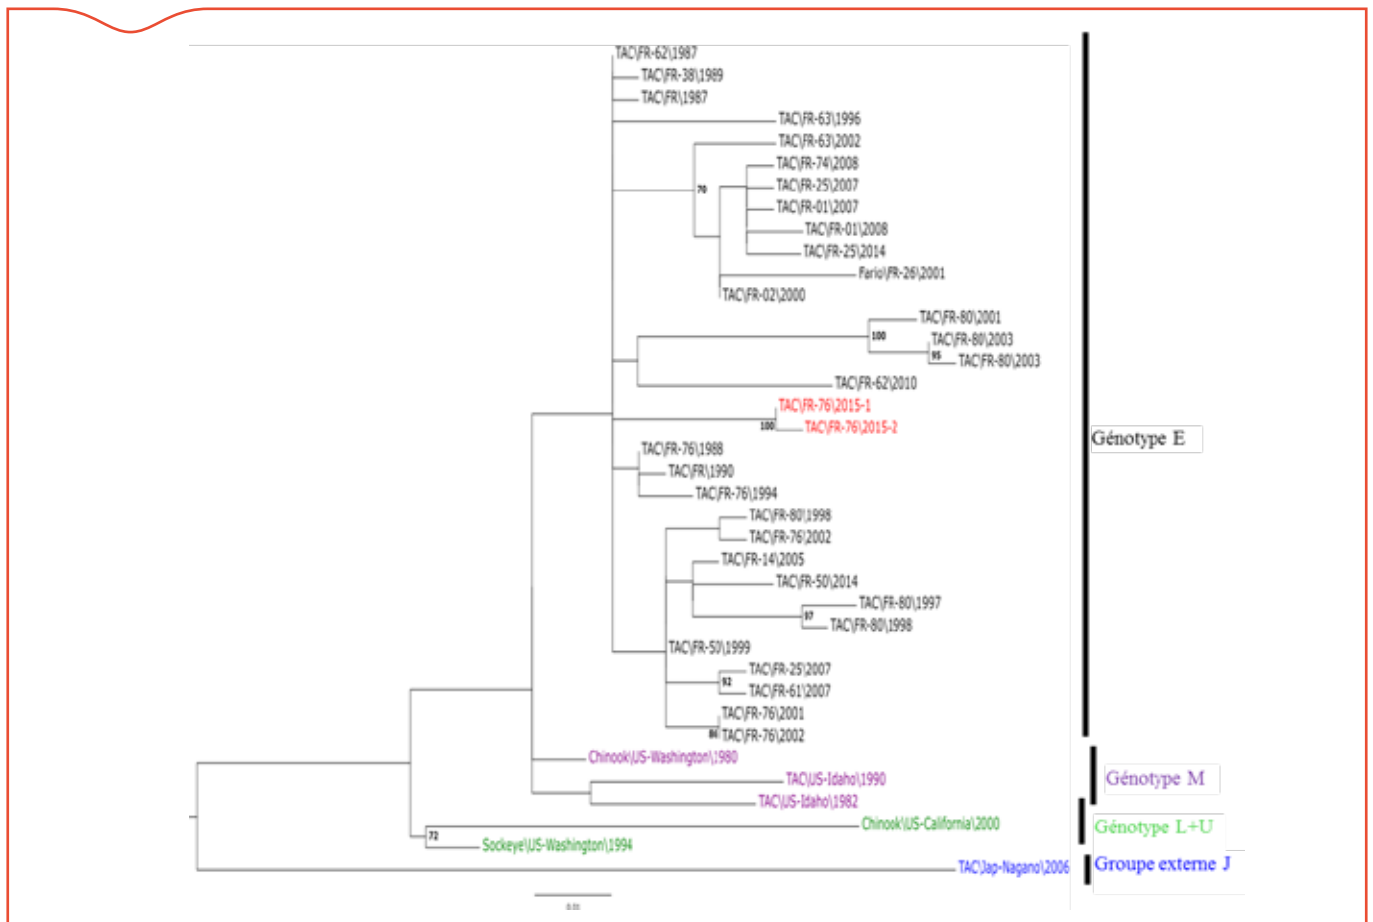 TAC\FR-62\1987
TAC\FR-38\1989
TAC\FR\1987
TAC\FR-63\1996
TAC\FR-63\2002
TAC\FR-74\2008
70
TAC\FR-25\2007
TAC\FR-01\2007
TAC\FR-01\2008
TAC\FR-25\2014
Fario\FR-26\2001
TAC\FR-02\2000
TAC\FR-80\2001
100
TAC\FR-80\2003
95
TAC\FR-80\2003
TAC\FR-62\2010
TAC\FR-76\2015-1
100
TAC\FR-76\2015-2
Génotype E
TAC\FR-76\1988
TAC\FR\1990
TAC\FR-76\1994
TAC\FR-80\1998
TAC\FR-76\2002
TAC\FR-14\2005
TAC\FR-50\2014
TAC\FR-80\1997
97
TAC\FR-80\1998
TAC\FR-50\1999
TAC\FR-25\2007
92
TAC\FR-61\2007
TAC\FR-76\2001
86
TAC\FR-76\2002
Chinook\US-Washington\1980
TAC\US-Idaho\1990
Génotype M
TAC\US-Idaho\1982
Chinook\US-California\2000
Génotype L+U
72
Sockeye\US-Washington\1994
TAC\Jap-Nagano\2006
Groupe externe J
0.01